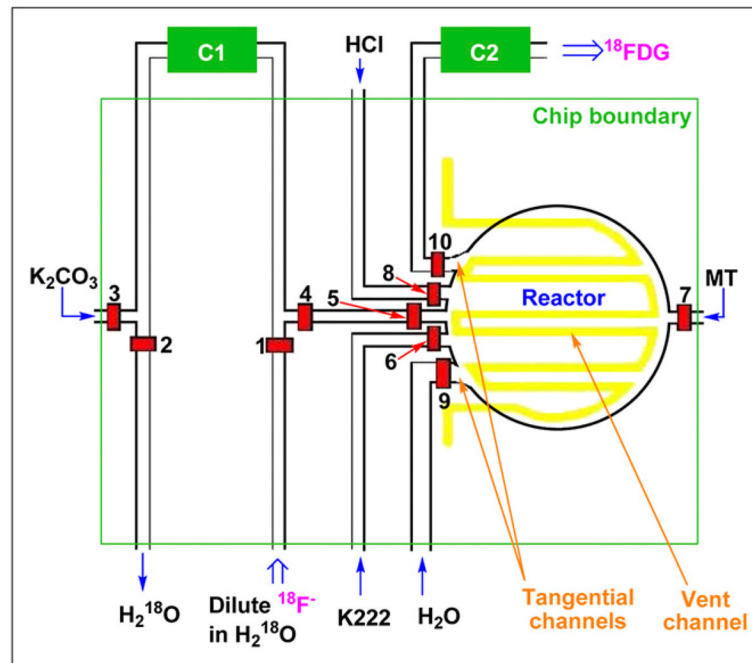 C1
HCl
C2
¹⁸FDG
Chip boundary
10
K₂CO₃
8
3
4
5
Reactor
7
MT
2
1
6
9
H₂¹⁸O
Dilute ¹⁸F⁻
in H₂¹⁸O
K222
H₂O
Tangential
channels
Vent
channel